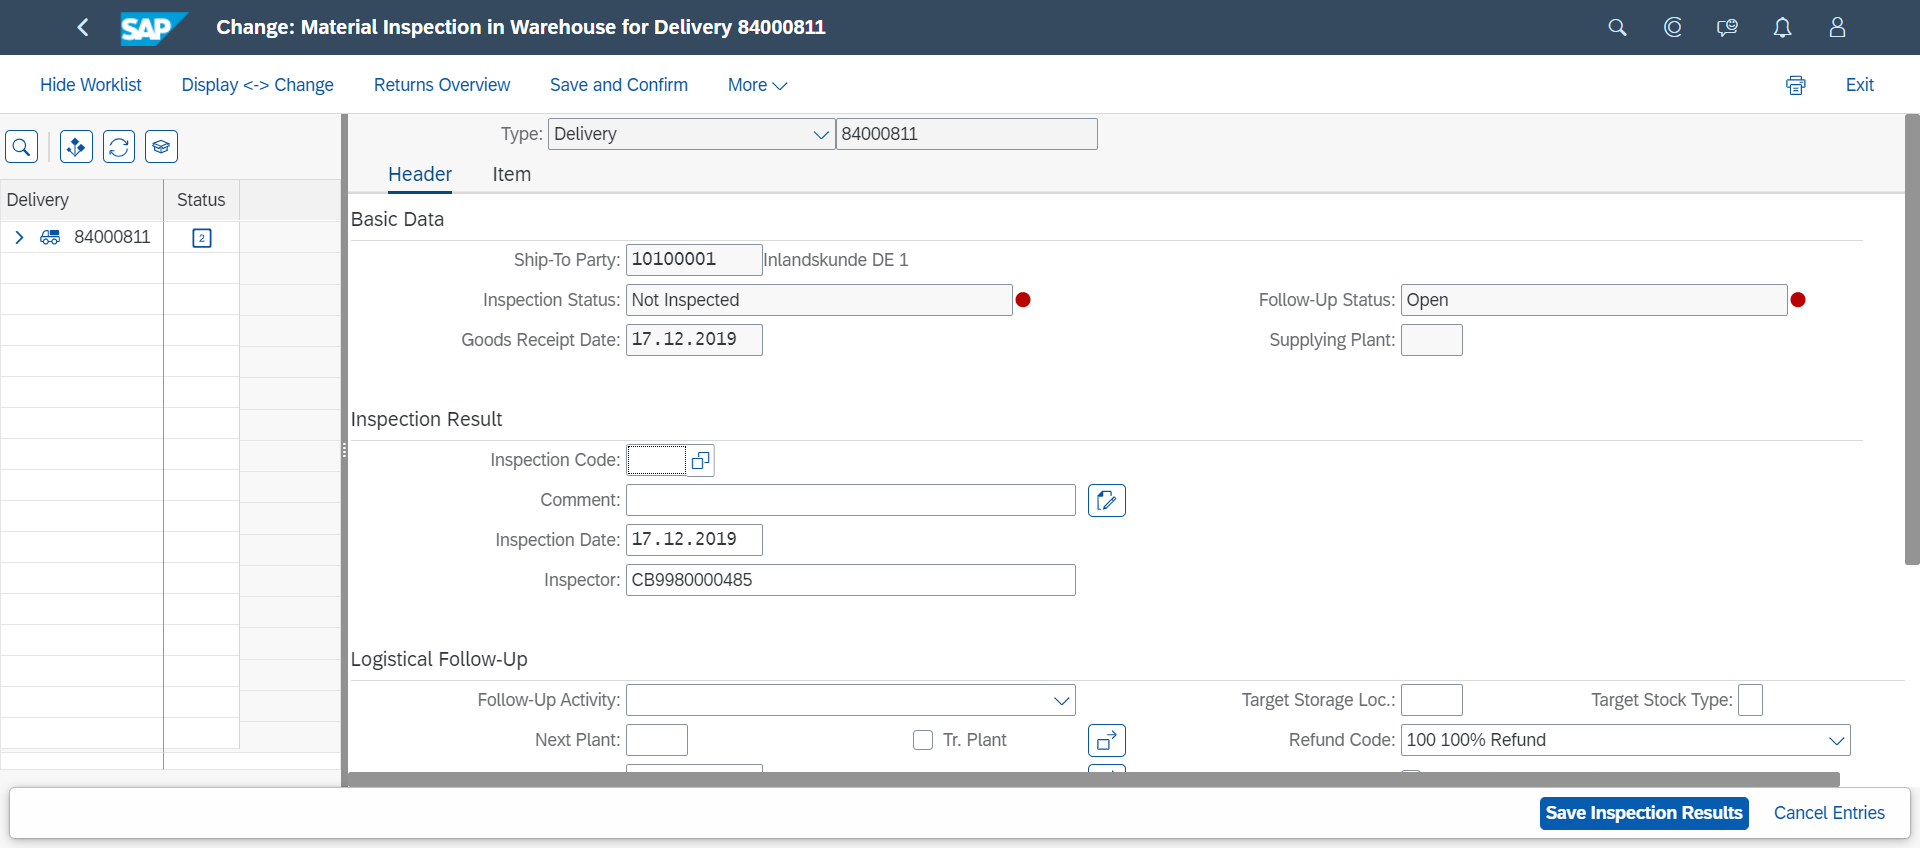 SAP Change: Material Inspection in Warehouse for Delivery 84000811
Hide Worklist Display <-> Change Returns Overview Save and Confirm More Exit
Type: Delivery 84000811
Header Item
Delivery Status
84000811 2
Basic Data
Ship-To Party: 10100001 Inlandskunde DE 1
Inspection Status: Not Inspected Follow-Up Status: Open
Goods Receipt Date: 17.12.2019 Supplying Plant:
Inspection Result
Inspection Code:
Comment:
Inspection Date: 17.12.2019
Inspector: CB9980000485
Logistical Follow-Up
Follow-Up Activity: Target Storage Loc.: Target Stock Type:
Next Plant: Tr. Plant Refund Code: 100 100% Refund
Save Inspection Results Cancel Entries